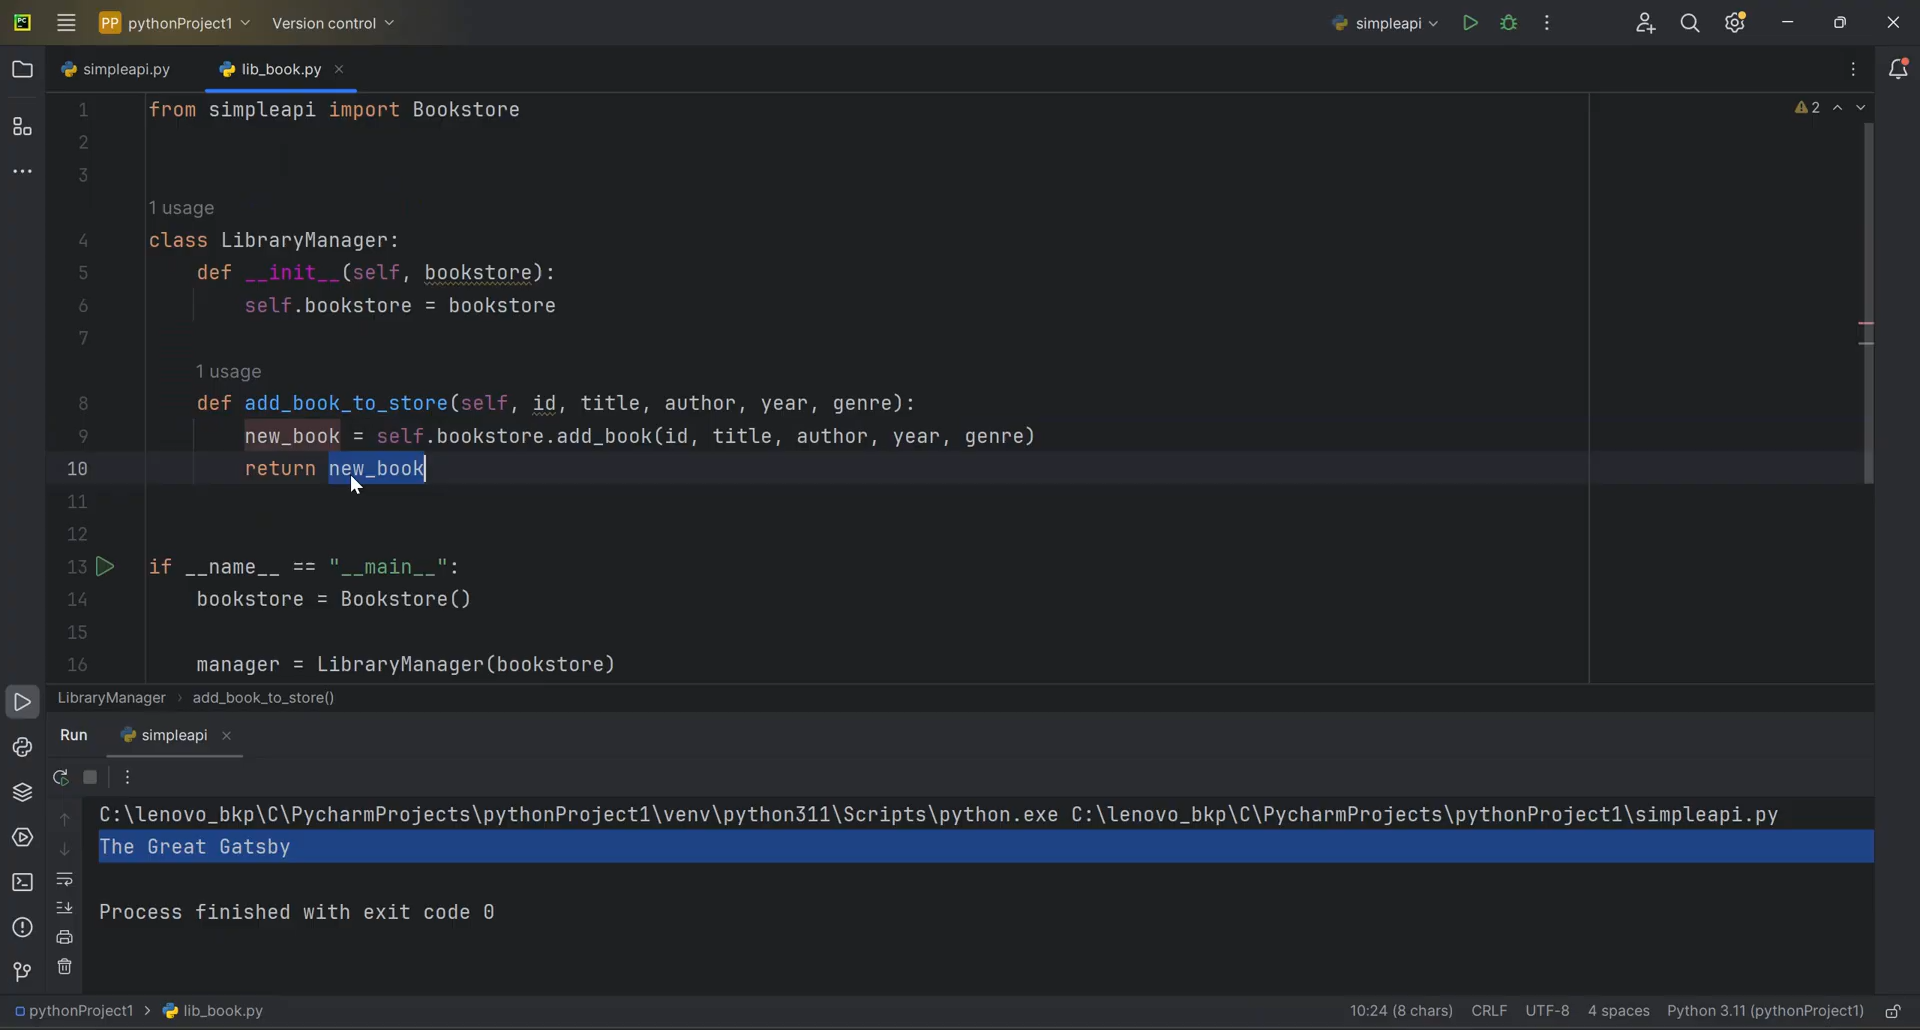 PC PP pythonProject1 Version control simpleapi
simpleapi.py lib_book.py
1 from simpleapi import Bookstore 2
2
3
1 usage
4 class LibraryManager:
5 def __init__(self, bookstore):
6 self.bookstore = bookstore
7
1 usage
8 def add_book_to_store(self, id, title, author, year, genre):
9 new_book = self.bookstore.add_book(id, title, author, year, genre)
10 return new_book
11
12
13 if __name__ == "__main__":
14 bookstore = Bookstore()
15
16 manager = LibraryManager(bookstore)
LibraryManager › add_book_to_store()
Run simpleapi
C:\lenovo_bkp\C\PycharmProjects\pythonProject1\venv\python311\Scripts\python.exe C:\lenovo_bkp\C\PycharmProjects\pythonProject1\simpleapi.py
The Great Gatsby
Process finished with exit code 0
pythonProject1 › lib_book.py 10:24 (8 chars) CRLF UTF-8 4 spaces Python 3.11 (pythonProject1)